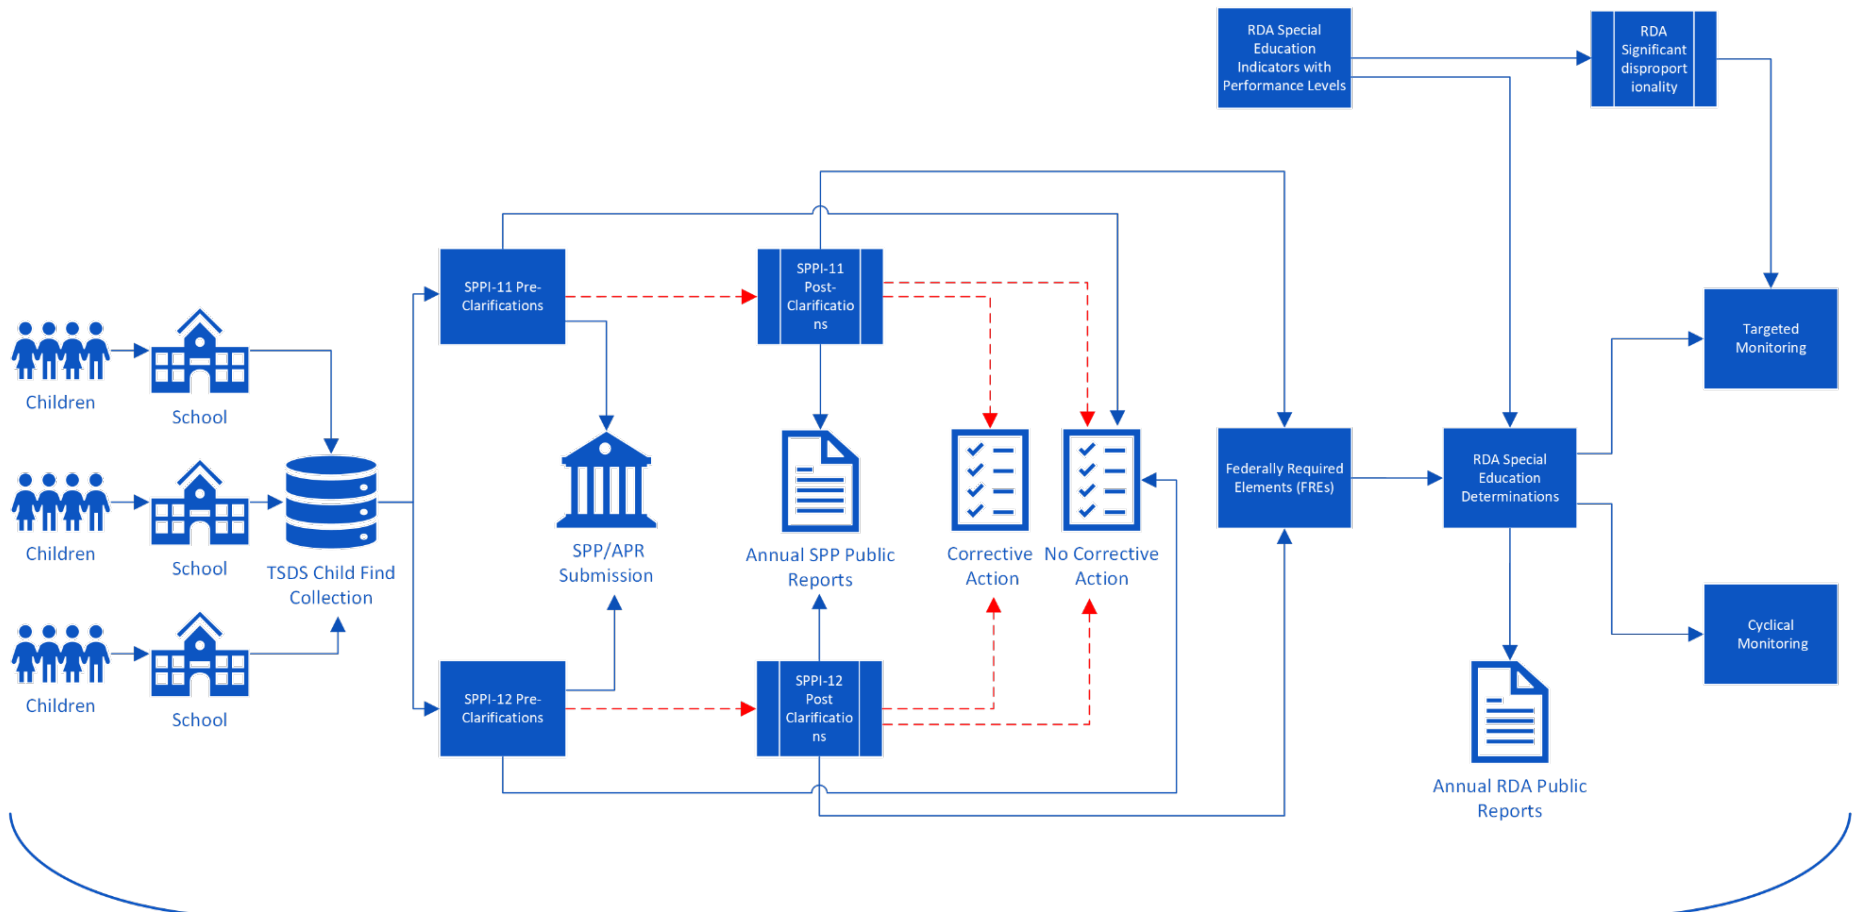 RDA Special
Education
Indicators with
Performance Levels
RDA
Significant
disproport
ionality
SPPI-11 Pre-
Clarifications
SPPI-11
Post-
Clarificatio
ns
Targeted
Monitoring
Children
School
Children
School
TSDS Child Find
Collection
SPP/APR
Submission
Annual SPP Public
Reports
Corrective
Action
No Corrective
Action
Federally Required
Elements (FREs)
RDA Special
Education
Determinations
Children
School
SPPI-12 Pre-
Clarifications
SPPI-12
Post
Clarificatio
ns
Cyclical
Monitoring
Annual RDA Public
Reports